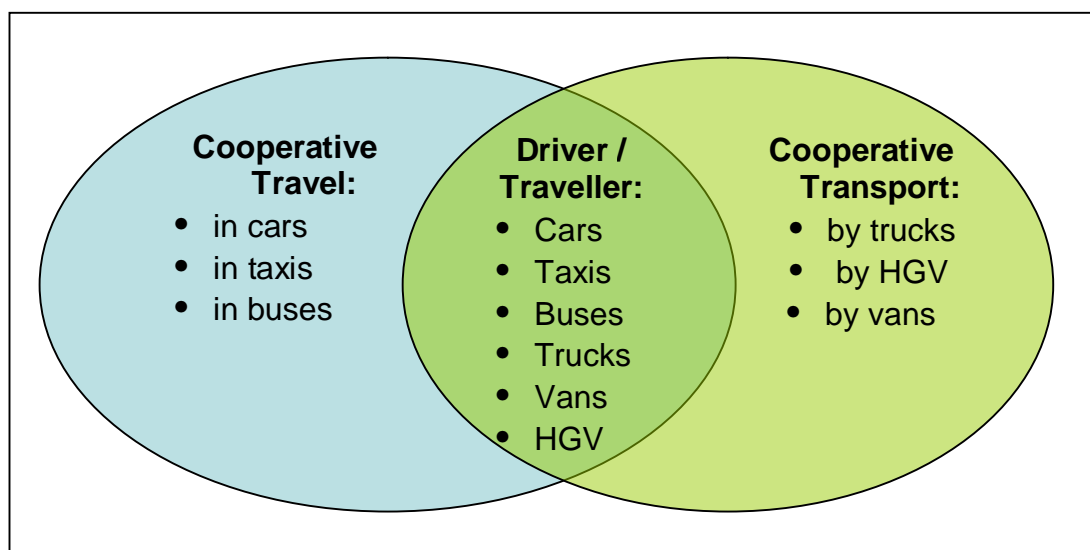 Cooperative
Travel:
• in cars
• in taxis
• in buses
Driver /
Traveller:
• Cars
• Taxis
• Buses
• Trucks
• Vans
• HGV
Cooperative
Transport:
• by trucks
• by HGV
• by vans